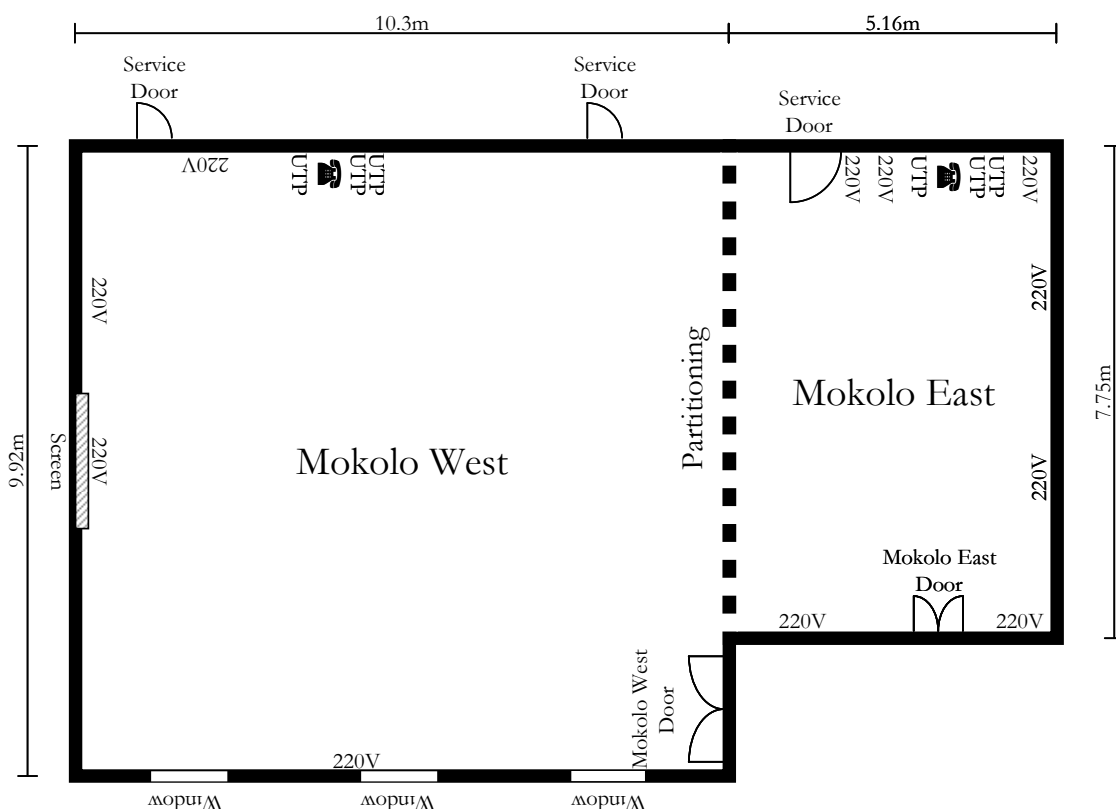 10.3m
5.16m
Service
Door
Service
Door
Service
Door
220V
UTP
UTP
UTP
220V
220V
UTP
UTP
UTP
220V
220V
220V
9.92m
Screen
220V
Mokolo West
Partitioning
Mokolo East
220V
7.75m
220V
Mokolo East
Door
220V
220V
Mokolo West
Door
220V
Window
Window
Window